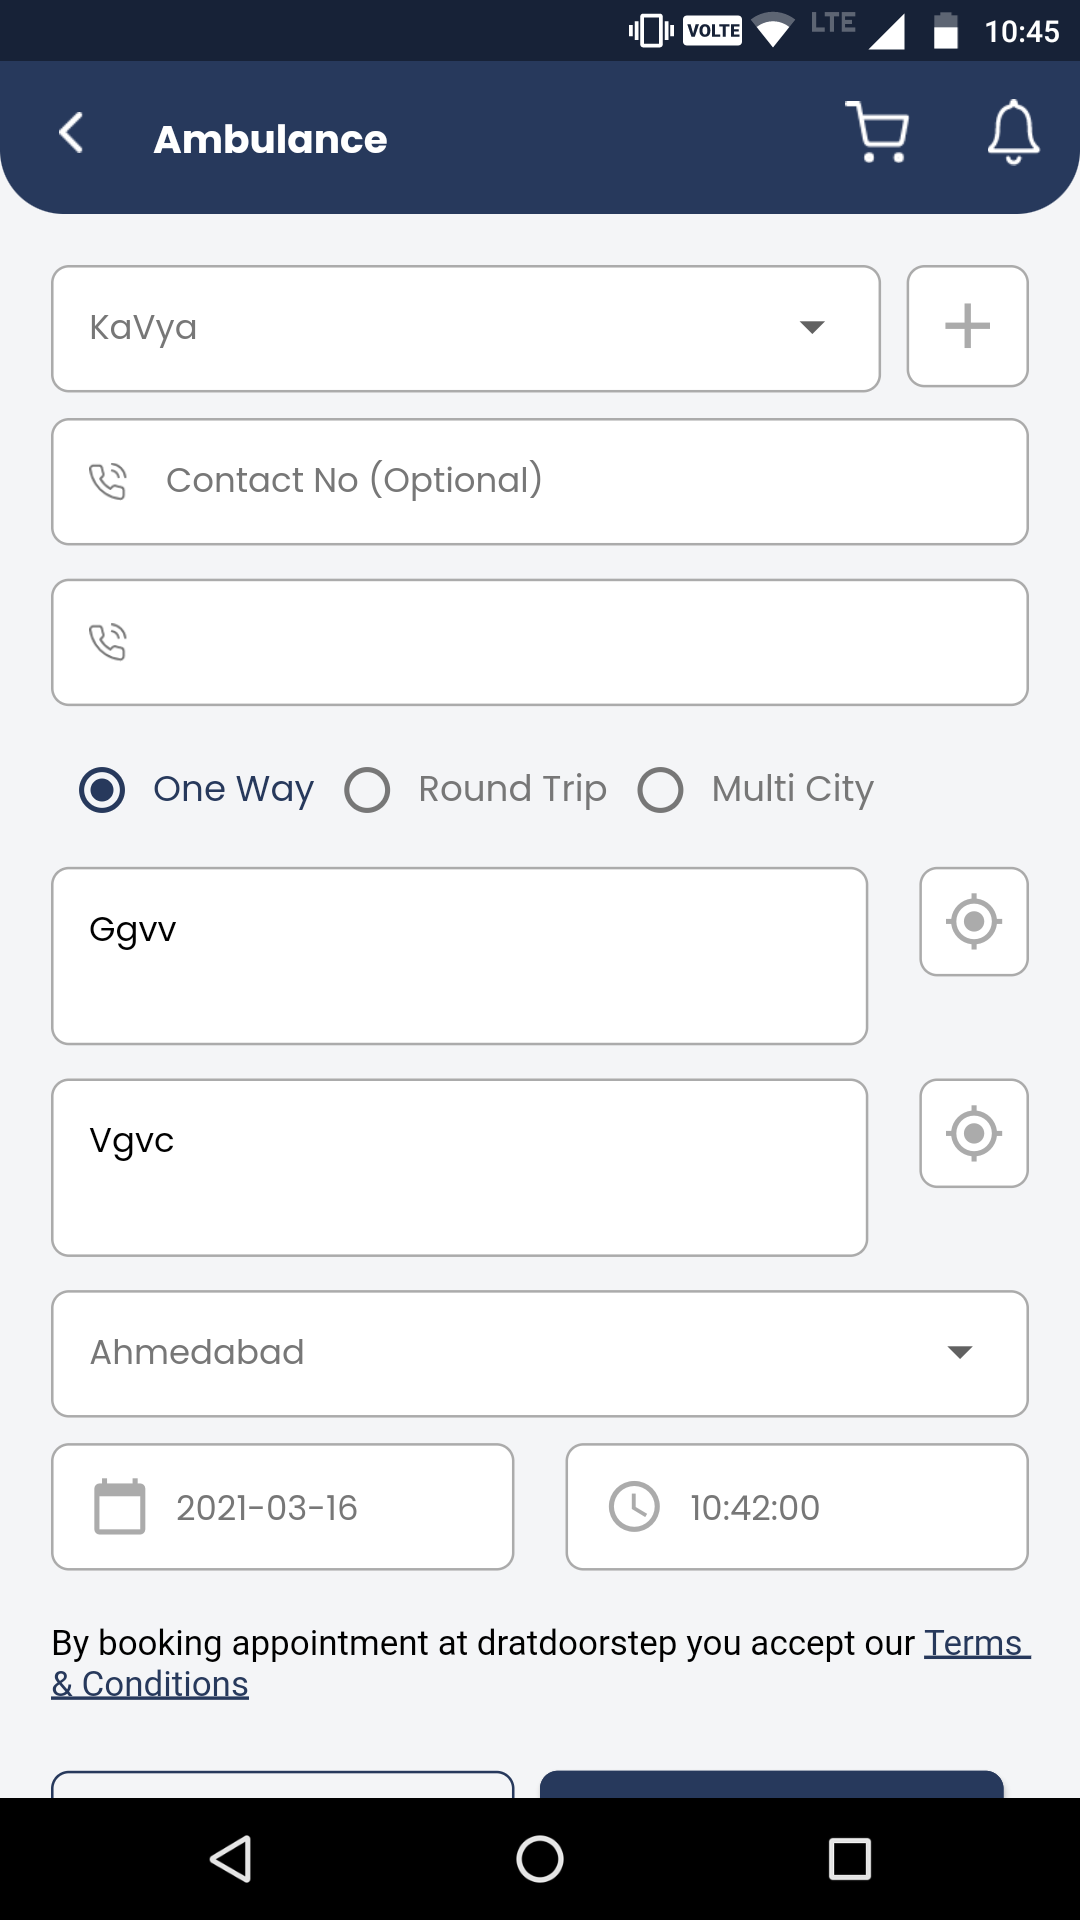 VOLTE LTE 10:45
Ambulance
KaVya
Contact No (Optional)
One Way Round Trip Multi City
Ggvv
Vgvc
Ahmedabad
2021-03-16 10:42:00
By booking appointment at dratdoorstep you accept our Terms
& Conditions